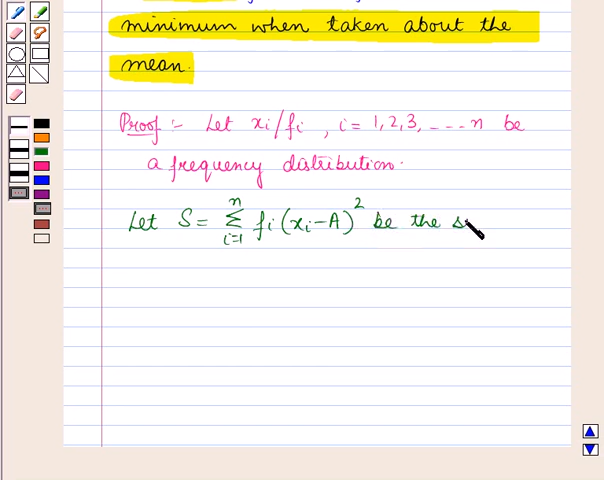 minimum when taken about the
mean.
Proof :- Let xi/fi , i = 1, 2, 3, ---- n be
a frequency distribution.
Let S = ∑_{i=1}^{n} fi (xi - A)^2 be the s